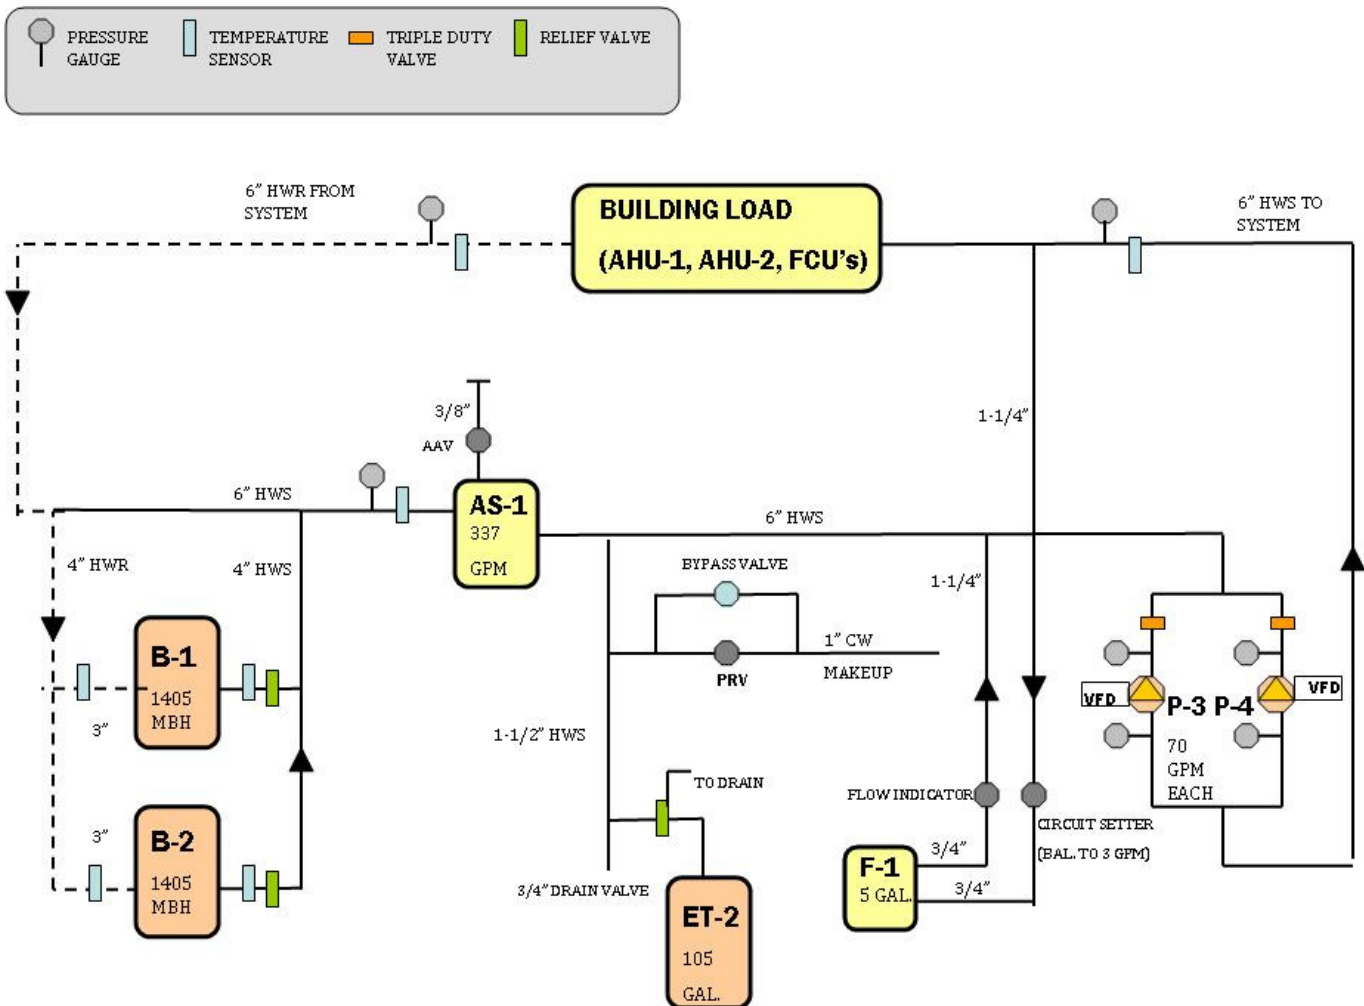 PRESSURE
GAUGE
TEMPERATURE
SENSOR
TRIPLE DUTY
VALVE
RELIEF VALVE
6" HWR FROM
SYSTEM
BUILDING LOAD
(AHU-1, AHU-2, FCU's)
6" HWS TO
SYSTEM
3/8"
AAV
1-1/4"
6" HWS
AS-1
337
GPM
6" HWS
4" HWR
4" HWS
BYPASS VALVE
1-1/4"
B-1
1405
MBH
3"
1" CW
MAKEUP
PRV
VFD
P-3
P-4
VFD
70
GPM
EACH
1-1/2" HWS
TO DRAIN
FLOW INDICATOR
CIRCUIT SETTER
(BAL. TO 3 GPM)
3"
B-2
1405
MBH
3/4" DRAIN VALVE
ET-2
105
GAL.
F-1
5 GAL.
3/4"
3/4"